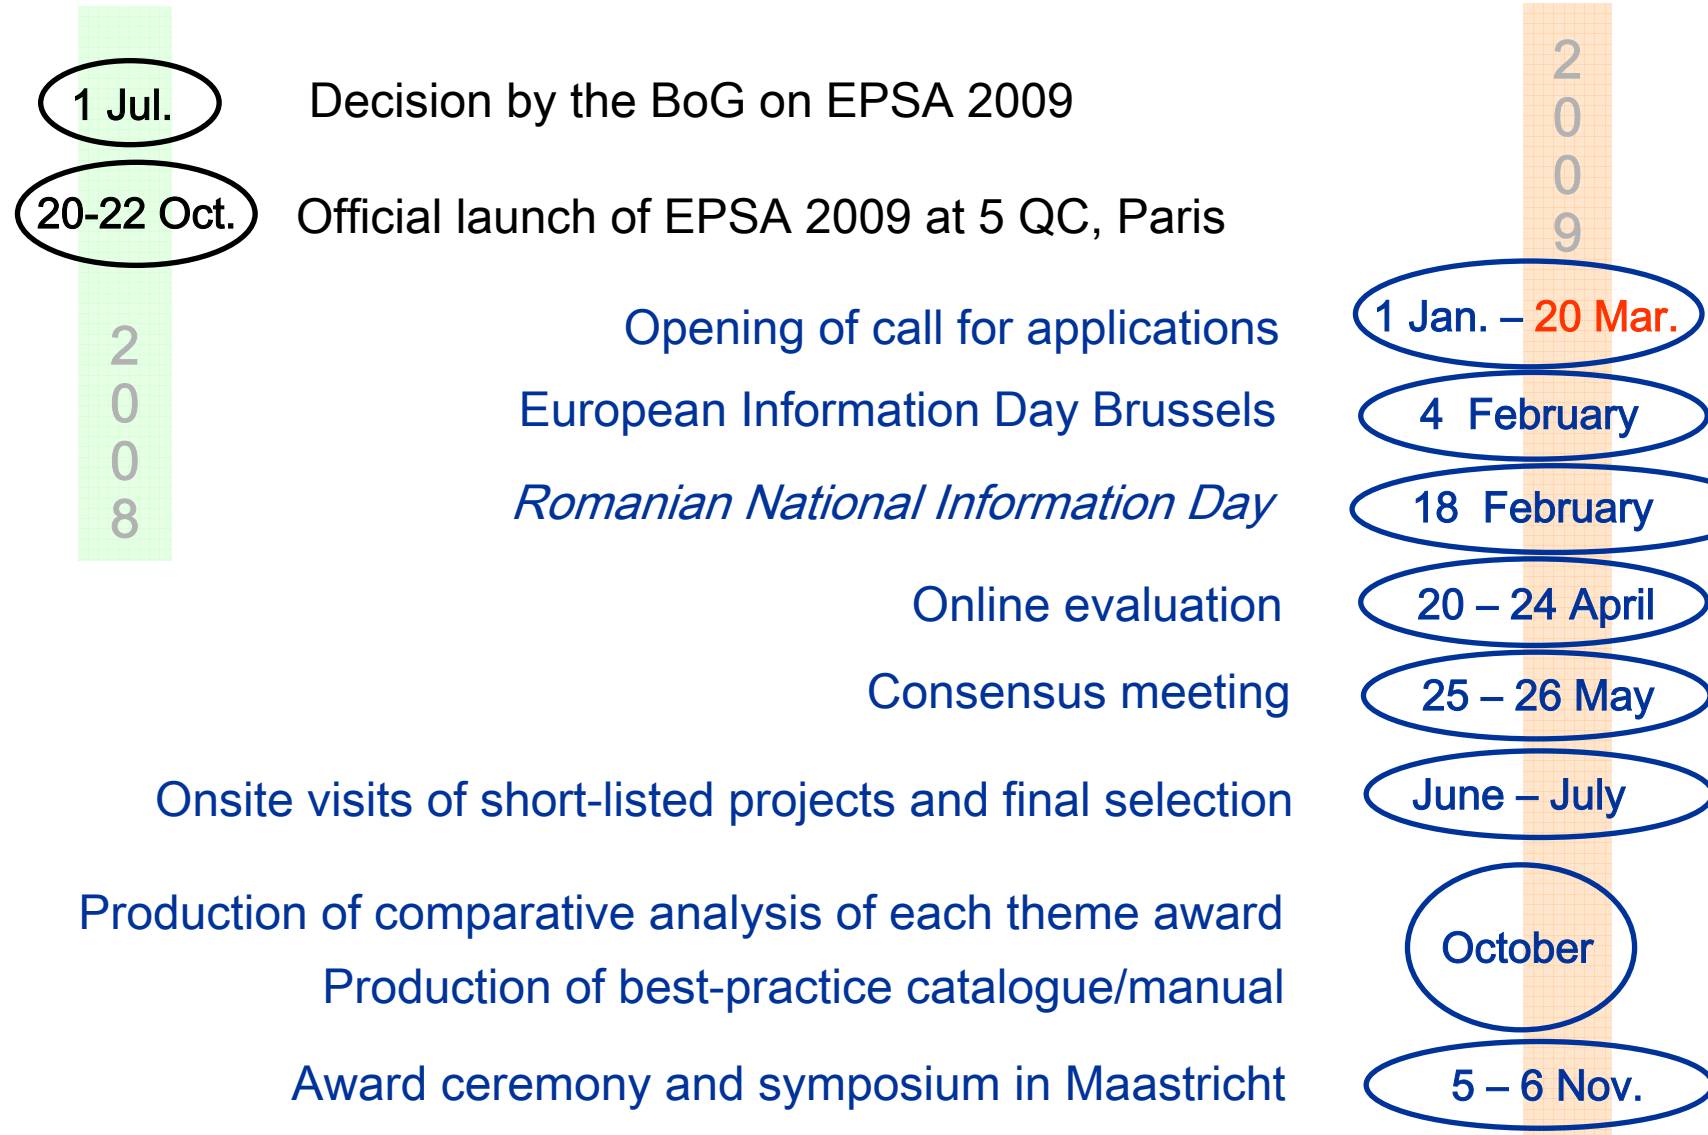 1 Jul.
Decision by the BoG on EPSA 2009
20-22 Oct.
Official launch of EPSA 2009 at 5 QC, Paris
2
0
0
8
2
0
0
9
Opening of call for applications
1 Jan. – 20 Mar.
European Information Day Brussels
4 February
Romanian National Information Day
18 February
Online evaluation
20 – 24 April
Consensus meeting
25 – 26 May
Onsite visits of short-listed projects and final selection
June – July
Production of comparative analysis of each theme award
October
Production of best-practice catalogue/manual
Award ceremony and symposium in Maastricht
5 – 6 Nov.